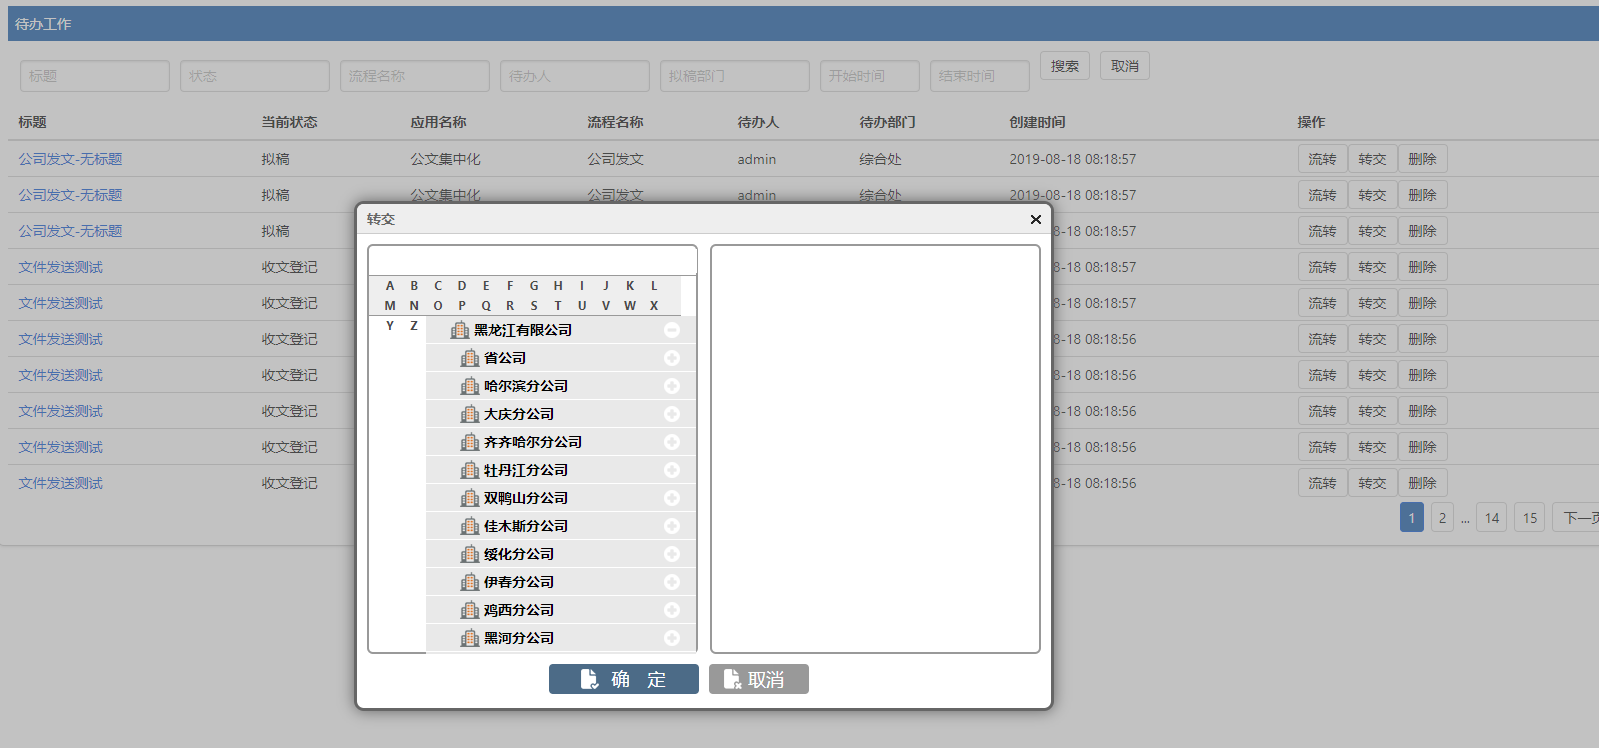 待办工作
标题 状态 流程名称 待办人 拟稿部门 开始时间 结束时间 搜索 取消
标题 当前状态 应用名称 流程名称 待办人 待办部门 创建时间 操作
公司发文-无标题 拟稿 公文集中化 公司发文 admin 综合处 2019-08-18 08:18:57 流转 转交 删除
公司发文-无标题 拟稿 公文集中化 公司发文 admin 综合处 2019-08-18 08:18:57 流转 转交 删除
公司发文-无标题 拟稿 8-18 08:18:57 流转 转交 删除
文件发送测试 收文登记 8-18 08:18:57 流转 转交 删除
文件发送测试 收文登记 8-18 08:18:57 流转 转交 删除
文件发送测试 收文登记 8-18 08:18:56 流转 转交 删除
文件发送测试 收文登记 8-18 08:18:56 流转 转交 删除
文件发送测试 收文登记 8-18 08:18:56 流转 转交 删除
文件发送测试 收文登记 8-18 08:18:56 流转 转交 删除
文件发送测试 收文登记 8-18 08:18:56 流转 转交 删除
1 2 ... 14 15 下一页
转交 ×
A B C D E F G H I J K L
M N O P Q R S T U V W X
Y Z 黑龙江有限公司
省公司
哈尔滨分公司
大庆分公司
齐齐哈尔分公司
牡丹江分公司
双鸭山分公司
佳木斯分公司
绥化分公司
伊春分公司
鸡西分公司
黑河分公司
确 定 取消